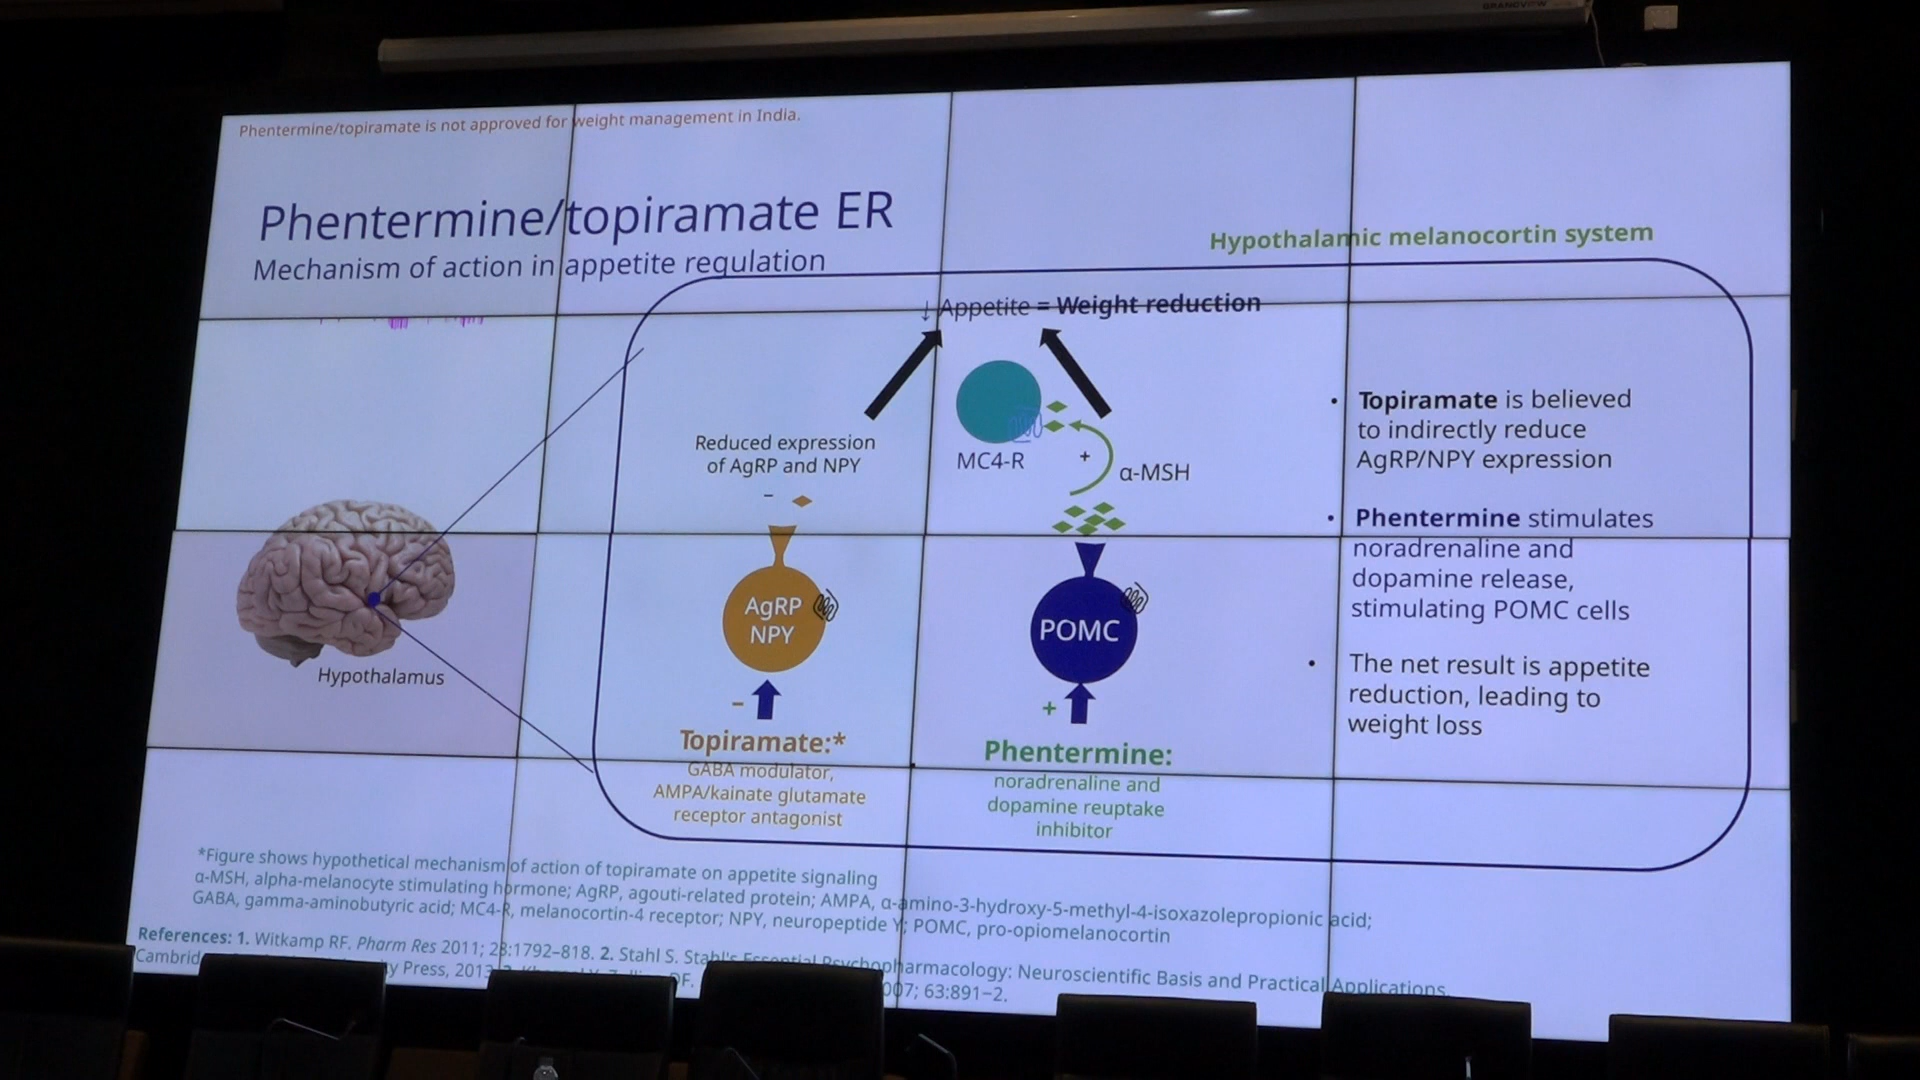 GRANDVIEW
Phentermine/topiramate is not approved for weight management in India.
Phentermine/topiramate ER
Mechanism of action in appetite regulation
Hypothalamic melanocortin system
↓ Appetite = Weight reduction
Reduced expression
of AgRP and NPY
–
MC4-R
+
α-MSH
AgRP
NPY
POMC
–
+
Topiramate:*
GABA modulator,
AMPA/kainate glutamate
receptor antagonist
Phentermine:
noradrenaline and
dopamine reuptake
inhibitor
Hypothalamus
• Topiramate is believed
to indirectly reduce
AgRP/NPY expression
• Phentermine stimulates
noradrenaline and
dopamine release,
stimulating POMC cells
• The net result is appetite
reduction, leading to
weight loss
*Figure shows hypothetical mechanism of action of topiramate on appetite signaling
α-MSH, alpha-melanocyte stimulating hormone; AgRP, agouti-related protein; AMPA, α-amino-3-hydroxy-5-methyl-4-isoxazolepropionic acid;
GABA, gamma-aminobutyric acid; MC4-R, melanocortin-4 receptor; NPY, neuropeptide Y; POMC, pro-opiomelanocortin
References: 1. Witkamp RF. Pharm Res 2011; 28:1792–818. 2. Stahl S. Stahl's Essential Psychopharmacology: Neuroscientific Basis and Practical Applications.
Press, 2013 DF. 63:891–2.